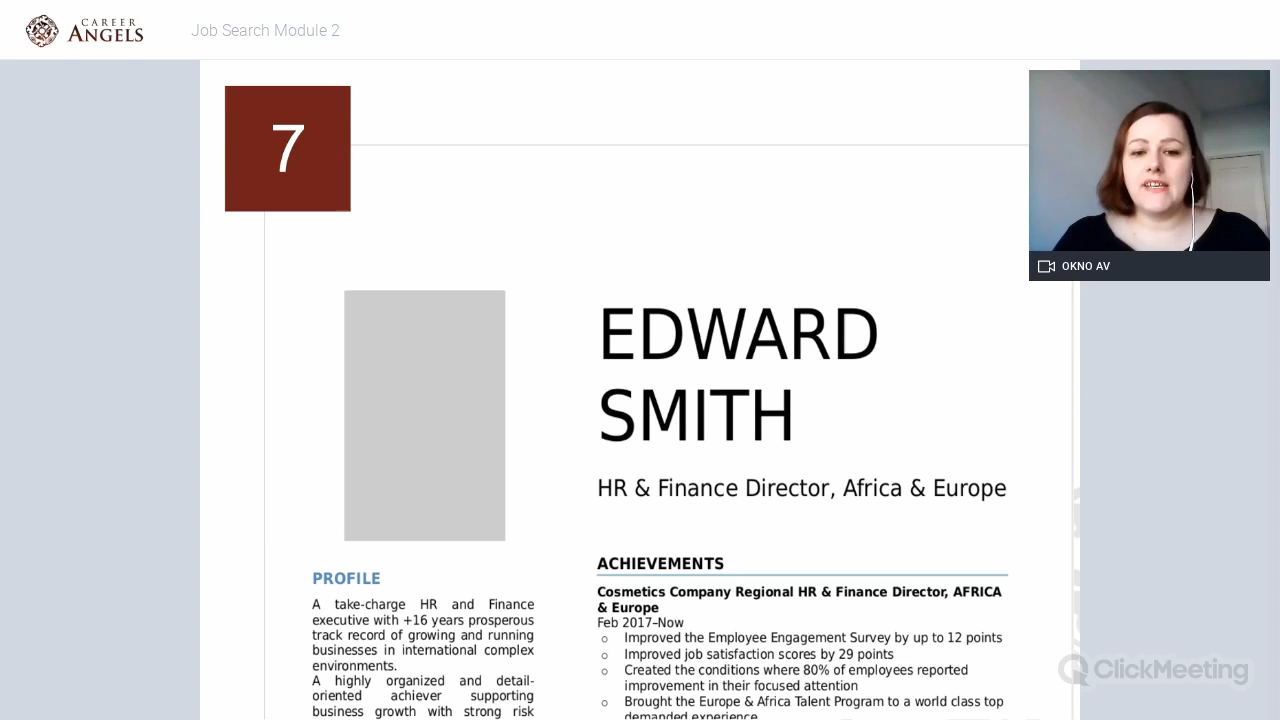 CAREER
ANGELS
Job Search Module 2
7
OKNO AV
EDWARD
SMITH
HR & Finance Director, Africa & Europe
PROFILE
A take-charge HR and Finance
executive with +16 years prosperous
track record of growing and running
businesses in international complex
environments.
A highly organized and detail-
oriented achiever supporting
business growth with strong risk
ACHIEVEMENTS
Cosmetics Company Regional HR & Finance Director, AFRICA
& Europe
Feb 2017–Now
○ Improved the Employee Engagement Survey by up to 12 points
○ Improved job satisfaction scores by 29 points
○ Created the conditions where 80% of employees reported
improvement in their focused attention
○ Brought the Europe & Africa Talent Program to a world class top
demanded experience
ClickMeeting